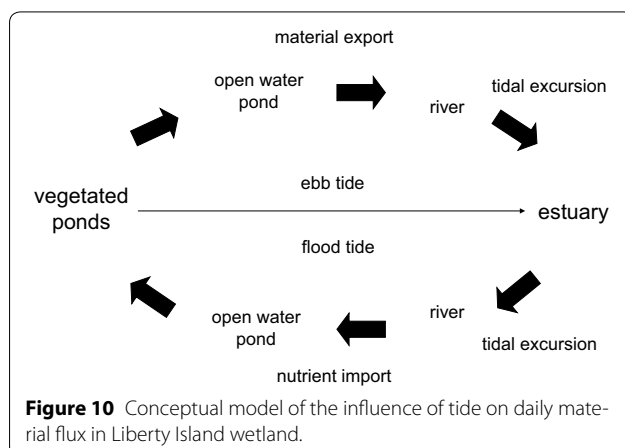 material export
open water
pond
tidal excursion
river
ebb tide
vegetated
ponds
estuary
flood tide
open water
pond
river
tidal excursion
nutrient import
Figure 10 Conceptual model of the influence of tide on daily mate-
rial flux in Liberty Island wetland.